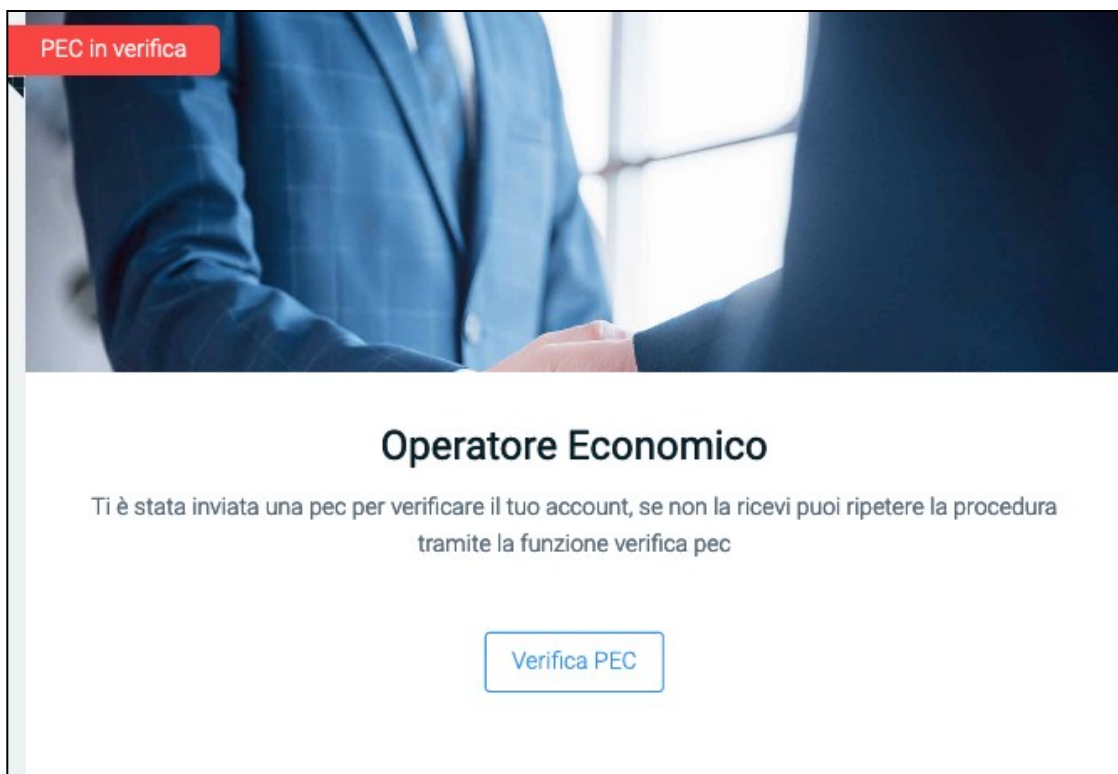 PEC in verifica
Operatore Economico
Ti è stata inviata una pec per verificare il tuo account, se non la ricevi puoi ripetere la procedura
tramite la funzione verifica pec
Verifica PEC